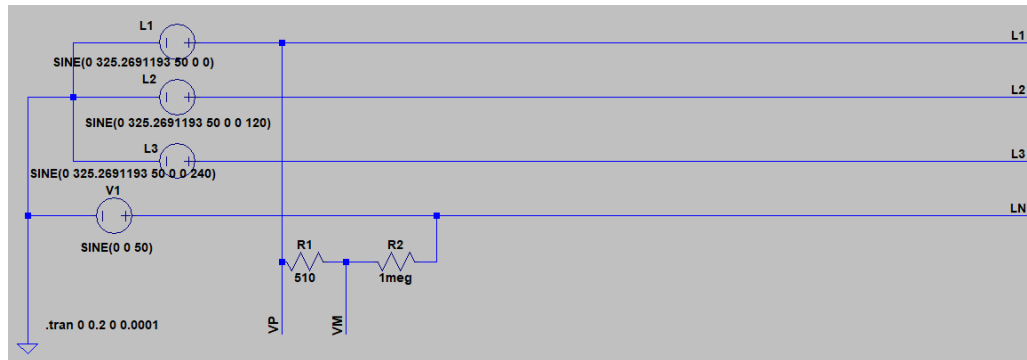 L1
L1
SINE(0 325.2691193 50 0 0)
L2
L2
SINE(0 325.2691193 50 0 0 120)
L3
L3
SINE(0 325.2691193 50 0 0 240)
V1
LN
SINE(0 0 50)
R1
R2
510
1meg
.tran 0 0.2 0 0.0001
VP
VM